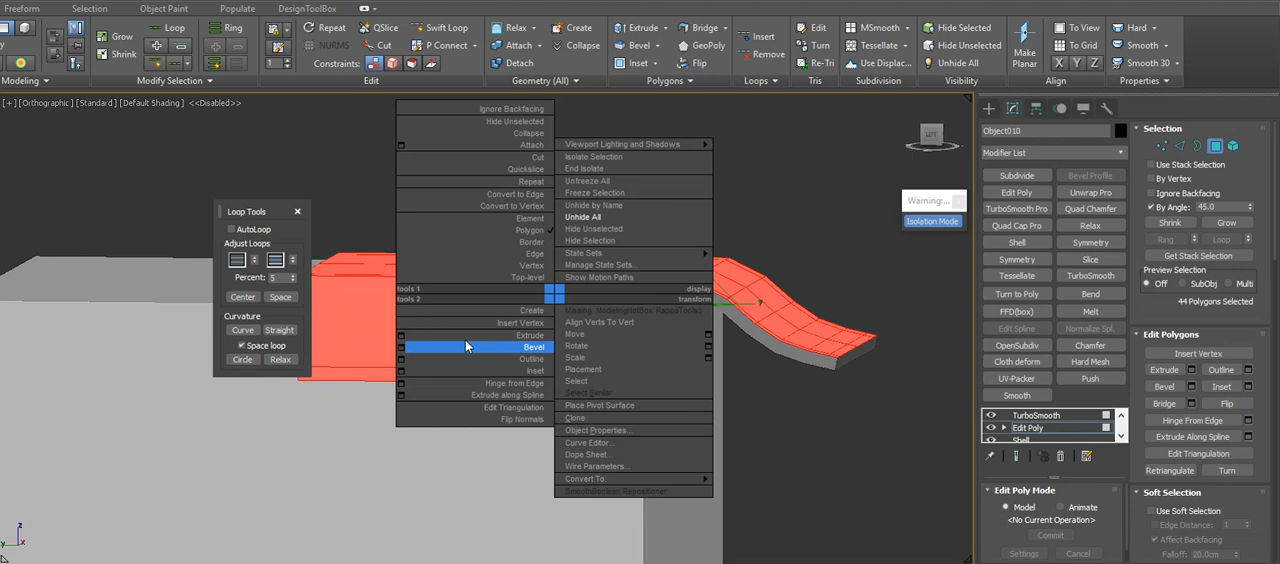 Freeform Selection Object Paint Populate DesignToolBox
Grow Loop Ring Repeat QSlice Swift Loop Relax Create Extrude Bridge Insert Edit MSmooth Hide Selected To View Hard
Shrink NURMS Cut P Connect Attach Collapse Bevel GeoPoly Remove Turn Tessellate Hide Unselected Make Planar To Grid Smooth
1 Constraints: Detach Inset Flip Re-Tri Use Displac... Unhide All X Y Z Smooth 30
Modeling Modify Selection Edit Geometry (All) Polygons Loops Tris Subdivision Visibility Align Properties
[+] [Orthographic] [Standard] [Default Shading] <<Disabled>>
Loop Tools
AutoLoop
Adjust Loops
Percent: 5
Center Space
Curvature
Curve Straight
Space loop
Circle Relax
Ignore Backfacing
Hide Unselected
Collapse
Attach
Cut
Quickslice
Repeat
Convert to Edge
Convert to Vertex
Element
Polygon
Border
Edge
Vertex
Top-level
tools 1
tools 2
Create
Insert Vertex
Extrude
Bevel
Outline
Inset
Hinge from Edge
Extrude along Spline
Edit Triangulation
Flip Normals
Viewport Lighting and Shadows
Isolate Selection
End Isolate
Unfreeze All
Freeze Selection
Unhide by Name
Unhide All
Hide Unselected
Hide Selection
State Sets
Manage State Sets...
Show Motion Paths
display
transform
Missing: ModelingHotBox`RappaTools3
Align Verts To Vert
Move
Rotate
Scale
Placement
Select
Select Similar
Place Pivot Surface
Clone
Object Properties...
Curve Editor...
Dope Sheet...
Wire Parameters...
Convert To:
SmoothBoolean Repositioner
Warning:...
Isolation Mode
z
y x
Object010
Modifier List
Subdivide Bevel Profile
Edit Poly Unwrap Pro
TurboSmooth Pro Quad Chamfer
Quad Cap Pro Relax
Shell Symmetry
Symmetry Slice
Tessellate TurboSmooth
Turn to Poly Bend
FFD(box) Mirror
Edit Spline Normalize Spl.
OpenSubdiv Chamfer
Cloth deform Hard Mesh
UV-Packer Push
Smooth
TurboSmooth
Edit Poly
Shell
Edit Poly Mode
Model Animate
<No Current Operation>
Commit
Settings Cancel
Selection
Use Stack Selection
By Vertex
Ignore Backfacing
By Angle: 45.0
Shrink Grow
Ring Loop
Get Stack Selection
Preview Selection
Off SubObj Multi
44 Polygons Selected
Edit Polygons
Insert Vertex
Extrude Outline
Bevel Inset
Bridge Flip
Hinge From Edge
Extrude Along Spline
Edit Triangulation
Retriangulate Turn
Soft Selection
Use Soft Selection
Edge Distance: 1
Affect Backfacing
Falloff: 20.0cm